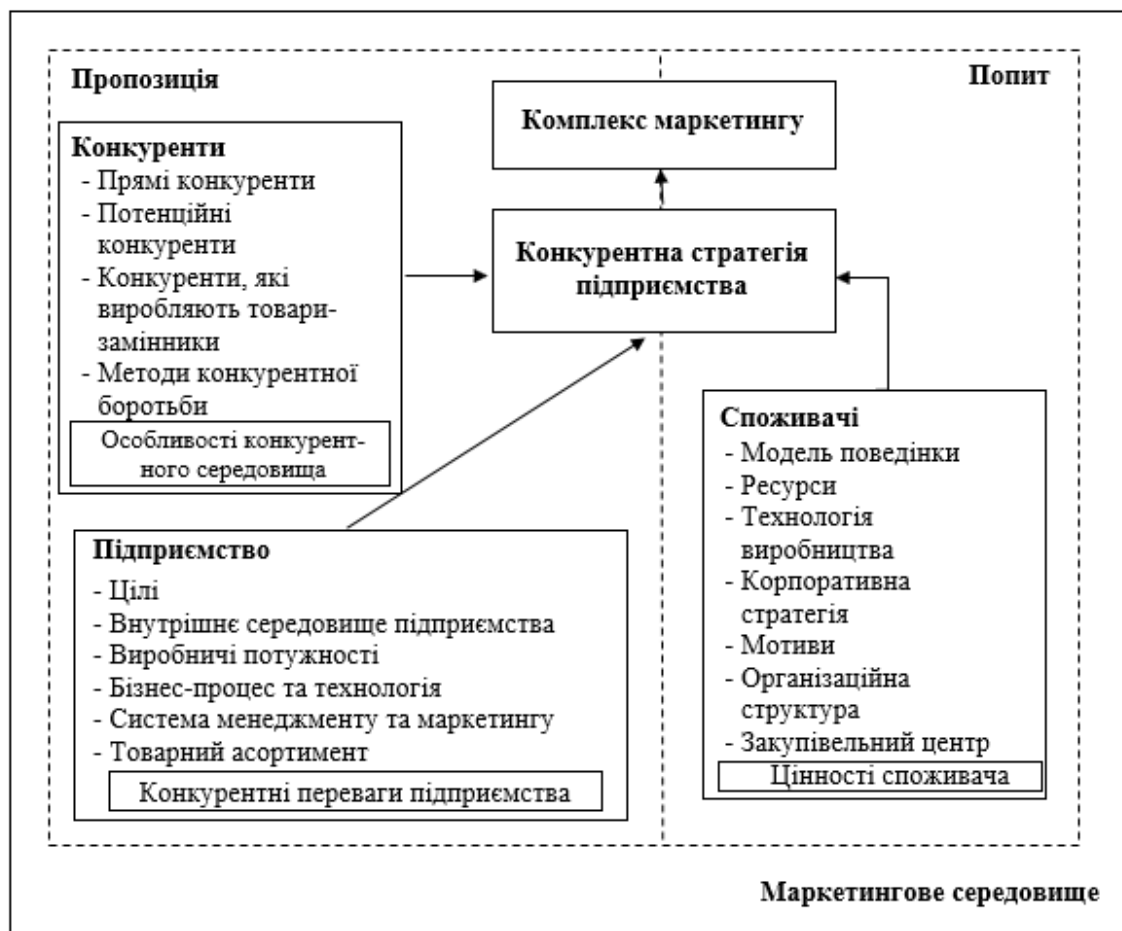 Пропозиція
Попит
Комплекс маркетингу
Конкуренти
- Прямі конкуренти
- Потенційні
конкуренти
- Конкуренти, які
виробляють товари-
замінники
- Методи конкурентної
боротьби
Особливості конкурент-
ного середовища
Конкурентна стратегія
підприємства
Підприємство
- Цілі
- Внутрішнє середовище підприємства
- Виробничі потужності
- Бізнес-процес та технологія
- Система менеджменту та маркетингу
- Товарний асортимент
Конкурентні переваги підприємства
Споживачі
- Модель поведінки
- Ресурси
- Технологія
виробництва
- Корпоративна
стратегія
- Мотиви
- Організаційна
структура
- Закупівельний центр
Цінності споживача
Маркетингове середовище